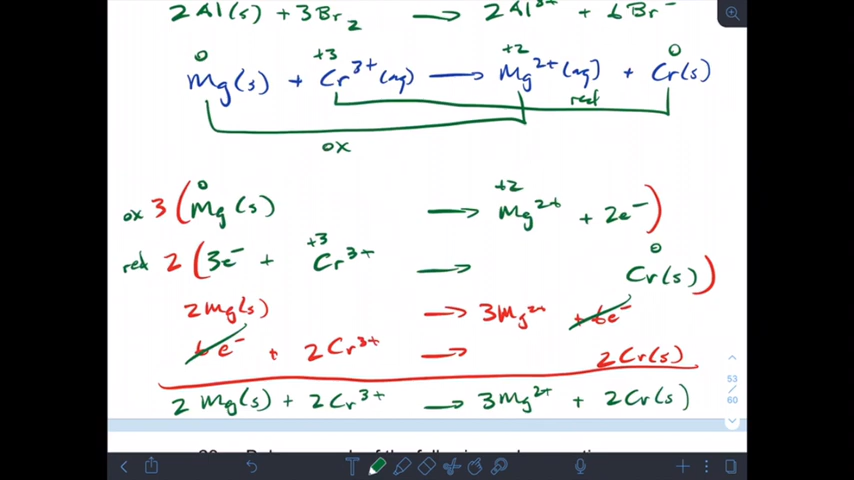 2Al(s) + 3Br₂ → 2Al³⁺ + 6Br⁻
0 +3 +2 0
Mg(s) + Cr³⁺(aq) → Mg²⁺(aq) + Cr(s)
red
ox
0 +2
ox 3(Mg(s) → Mg²⁺ + 2e⁻)
+3 0
red 2(3e⁻ + Cr³⁺ → Cr(s))
2Mg(s) → 3Mg²⁺ + 6e⁻
6e⁻ + 2Cr³⁺ → 2Cr(s)
2Mg(s) + 2Cr³⁺ → 3Mg²⁺ + 2Cr(s)
53
/
60